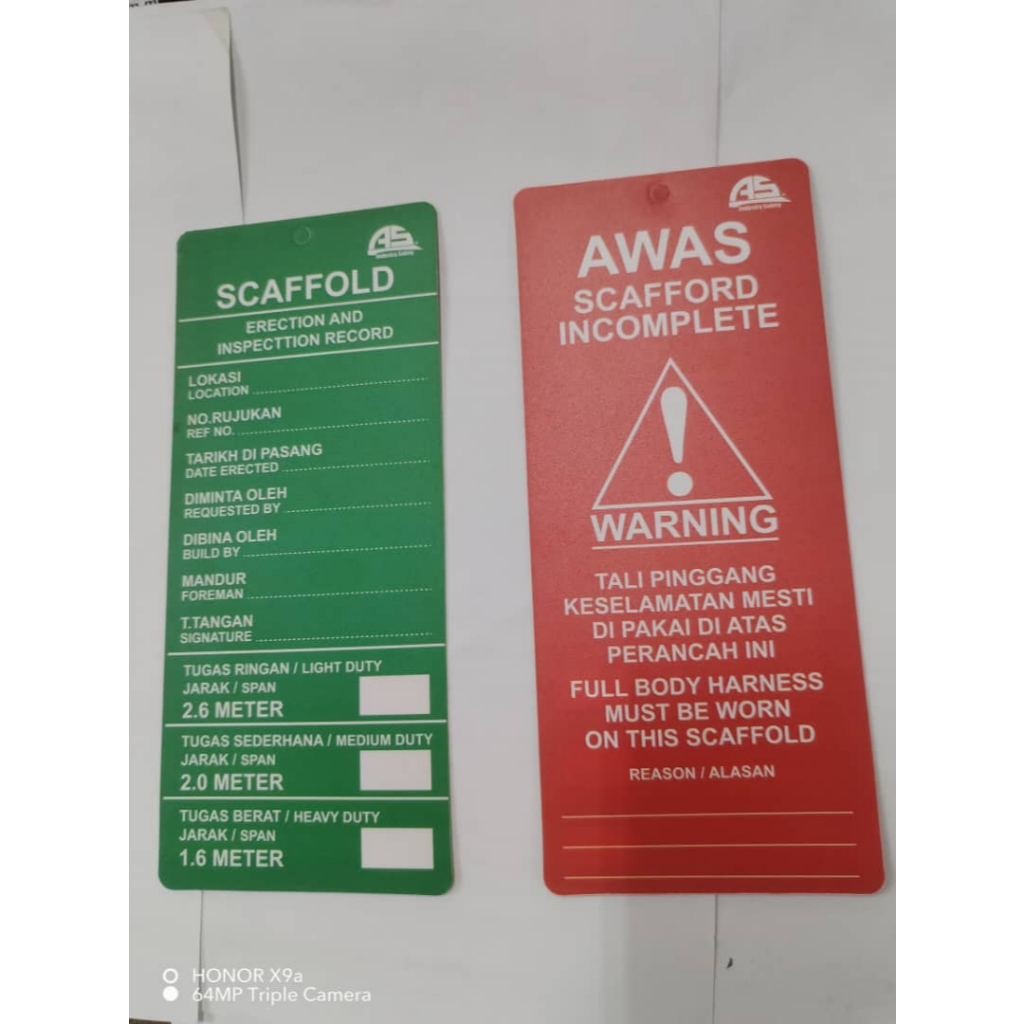 AS
Industry Safety
SCAFFOLD
ERECTION AND
INSPECTTION RECORD
LOKASI
LOCATION
NO.RUJUKAN
REF NO.
TARIKH DI PASANG
DATE ERECTED
DIMINTA OLEH
REQUESTED BY
DIBINA OLEH
BUILD BY
MANDUR
FOREMAN
T.TANGAN
SIGNATURE
TUGAS RINGAN / LIGHT DUTY
JARAK / SPAN
2.6 METER
TUGAS SEDERHANA / MEDIUM DUTY
JARAK / SPAN
2.0 METER
TUGAS BERAT / HEAVY DUTY
JARAK / SPAN
1.6 METER
AS
Industry Safety
AWAS
SCAFFORD
INCOMPLETE
!
WARNING
TALI PINGGANG
KESELAMATAN MESTI
DI PAKAI DI ATAS
PERANCAH INI
FULL BODY HARNESS
MUST BE WORN
ON THIS SCAFFOLD
REASON / ALASAN
HONOR X9a
64MP Triple Camera